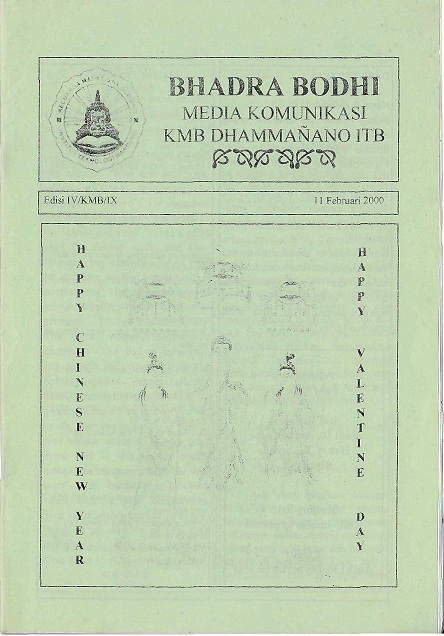 BHADRA BODHI
MEDIA KOMUNIKASI
KMB DHAMMAÑANO ITB
Edisi IV/KMB/IX
11 Februari 2000
HAPPY CHINESE NEW YEAR
HAPPY VALENTINE DAY